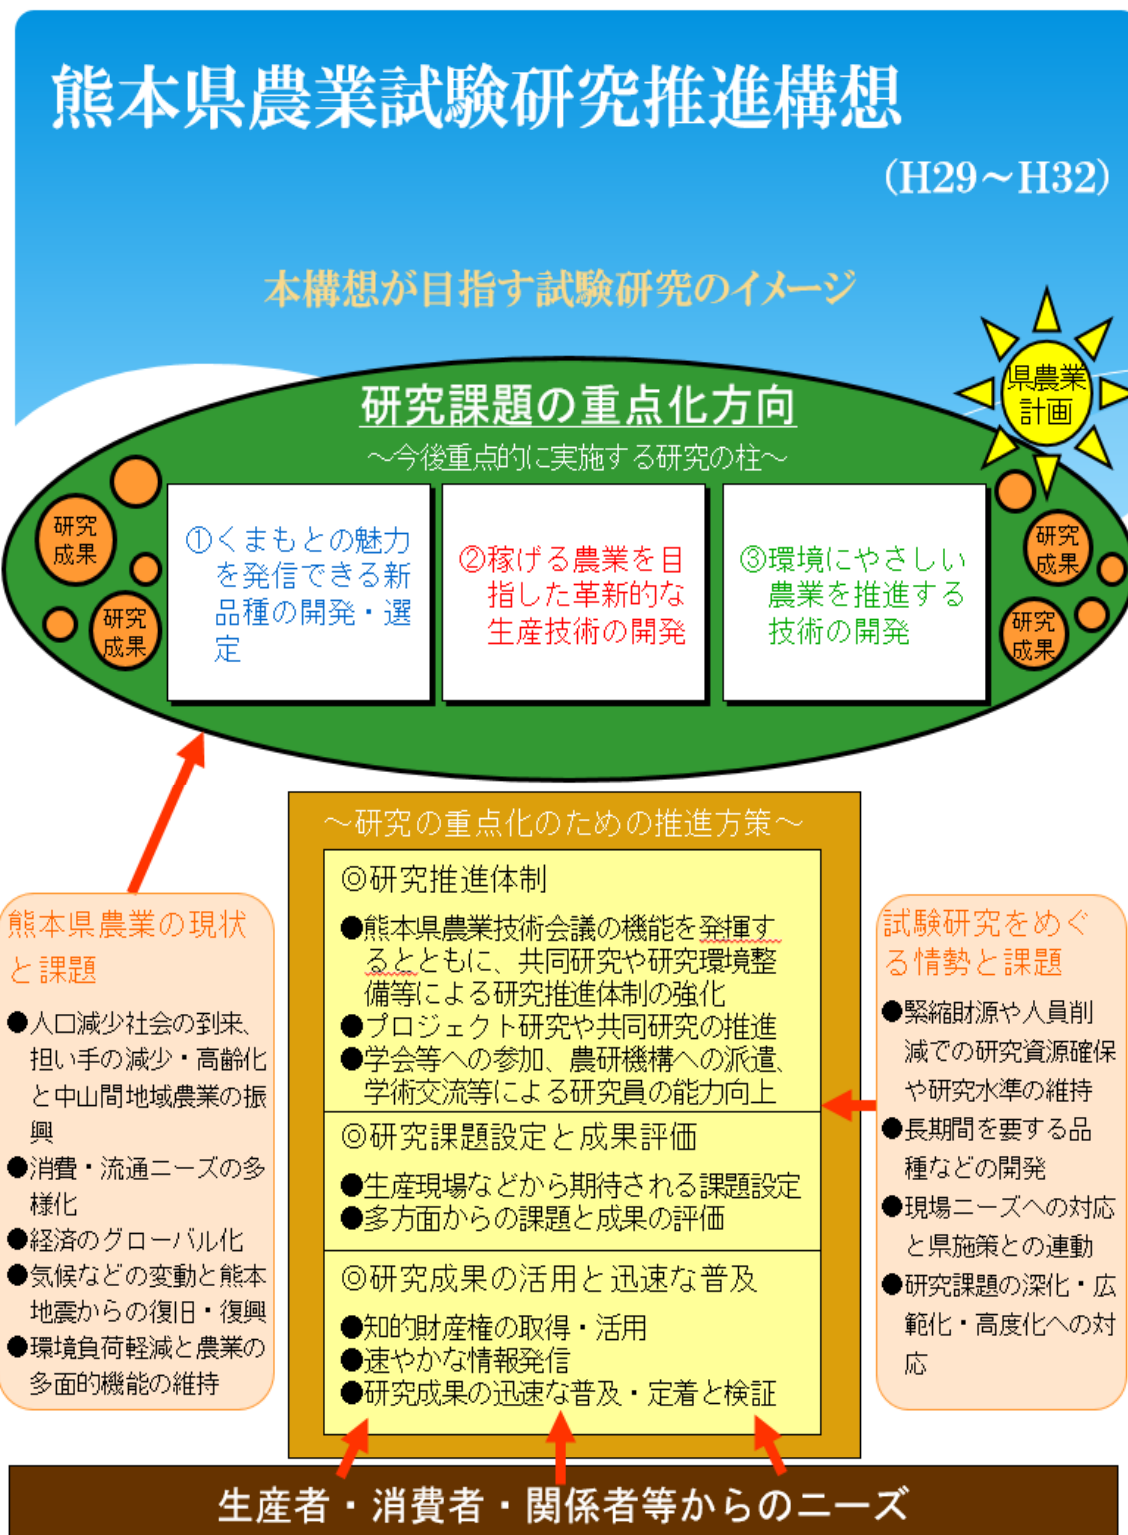 熊本県農業試験研究推進構想
（H29～H32）
本構想が目指す試験研究のイメージ
県農業
計画
研究課題の重点化方向
～今後重点的に実施する研究の柱～
研究
成果
研究
成果
①くまもとの魅力
を発信できる新
品種の開発・選
定
②稼げる農業を目
指した革新的な
生産技術の開発
③環境にやさしい
農業を推進する
技術の開発
研究
成果
研究
成果
～研究の重点化のための推進方策～
◎研究推進体制
●熊本県農業技術会議の機能を発揮す
るとともに、共同研究や研究環境整
備等による研究推進体制の強化
●プロジェクト研究や共同研究の推進
●学会等への参加、農研機構への派遣、
学術交流等による研究員の能力向上
◎研究課題設定と成果評価
●生産現場などから期待される課題設定
●多方面からの課題と成果の評価
◎研究成果の活用と迅速な普及
●知的財産権の取得・活用
●速やかな情報発信
●研究成果の迅速な普及・定着と検証
熊本県農業の現状
と課題
●人口減少社会の到来、
担い手の減少・高齢化
と中山間地域農業の振
興
●消費・流通ニーズの多
様化
●経済のグローバル化
●気候などの変動と熊本
地震からの復旧・復興
●環境負荷軽減と農業の
多面的機能の維持
試験研究をめぐ
る情勢と課題
●緊縮財源や人員削
減での研究資源確保
や研究水準の維持
●長期間を要する品
種などの開発
●現場ニーズへの対応
と県施策との連動
●研究課題の深化・広
範化・高度化への対
応
生産者・消費者・関係者等からのニーズ